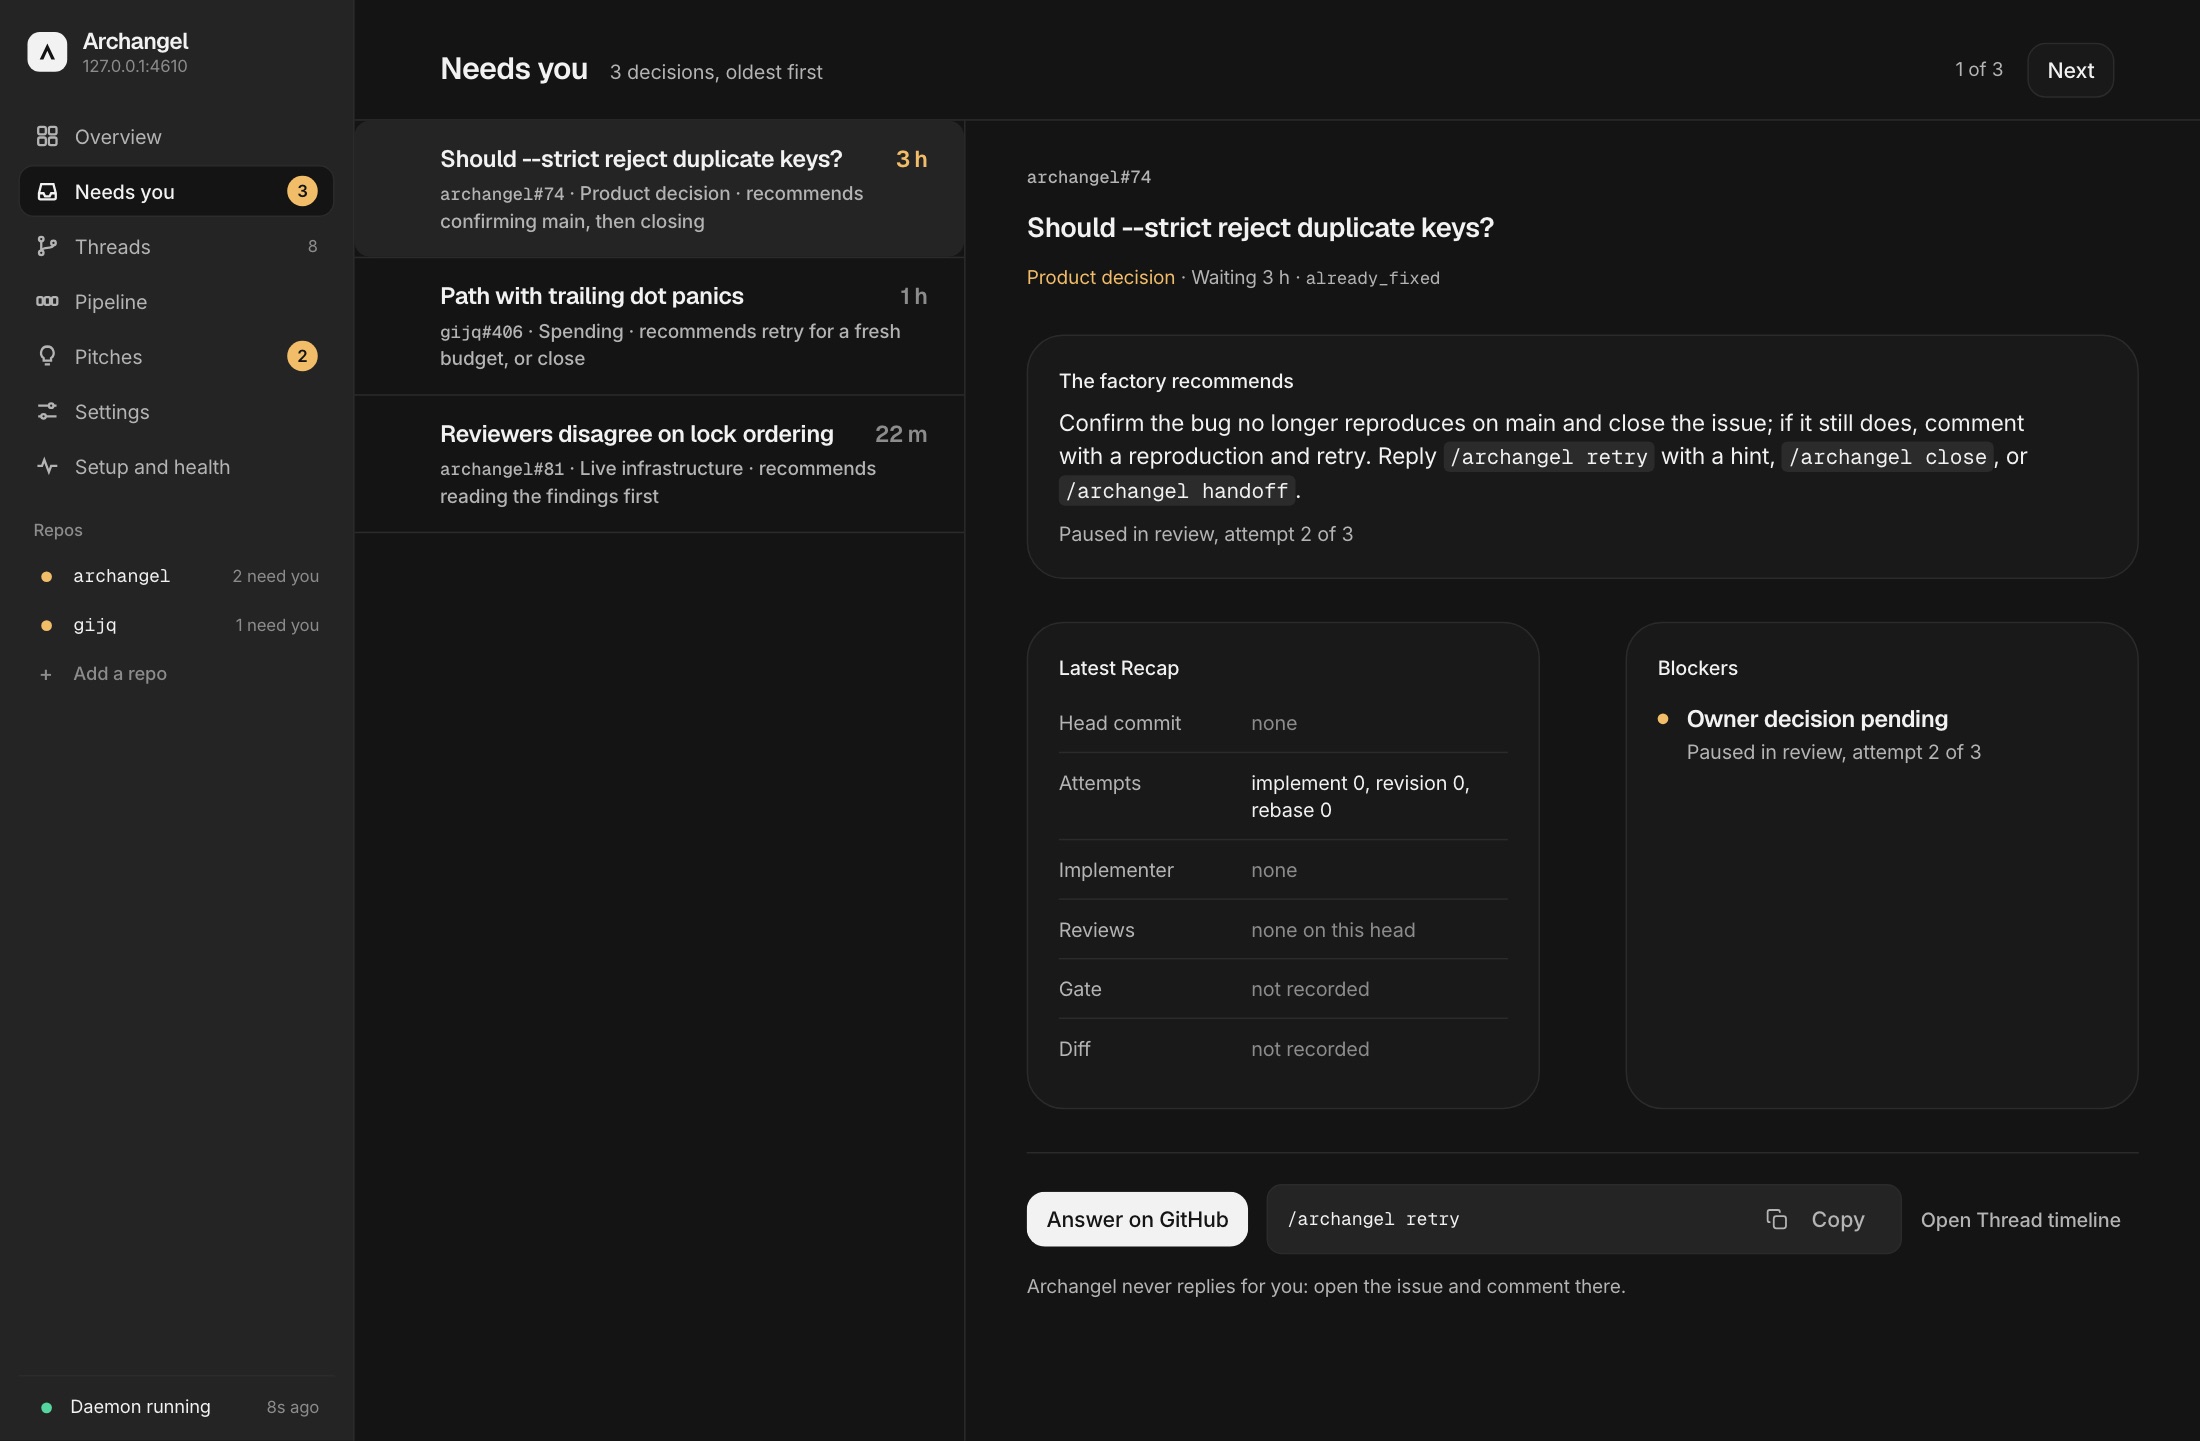 Archangel
127.0.0.1:4610
Overview
Needs you 3
Threads 8
Pipeline
Pitches 2
Settings
Setup and health
Repos
archangel 2 need you
gijq 1 need you
+ Add a repo
Daemon running 8s ago
Needs you 3 decisions, oldest first
1 of 3 Next
Should --strict reject duplicate keys? 3 h
archangel#74 · Product decision · recommends
confirming main, then closing
Path with trailing dot panics 1 h
gijq#406 · Spending · recommends retry for a fresh
budget, or close
Reviewers disagree on lock ordering 22 m
archangel#81 · Live infrastructure · recommends
reading the findings first
archangel#74
Should --strict reject duplicate keys?
Product decision · Waiting 3 h · already_fixed
The factory recommends
Confirm the bug no longer reproduces on main and close the issue; if it still does, comment
with a reproduction and retry. Reply /archangel retry with a hint, /archangel close, or
/archangel handoff.
Paused in review, attempt 2 of 3
Latest Recap
Head commit none
Attempts implement 0, revision 0,
rebase 0
Implementer none
Reviews none on this head
Gate not recorded
Diff not recorded
Blockers
Owner decision pending
Paused in review, attempt 2 of 3
Answer on GitHub /archangel retry Copy Open Thread timeline
Archangel never replies for you: open the issue and comment there.